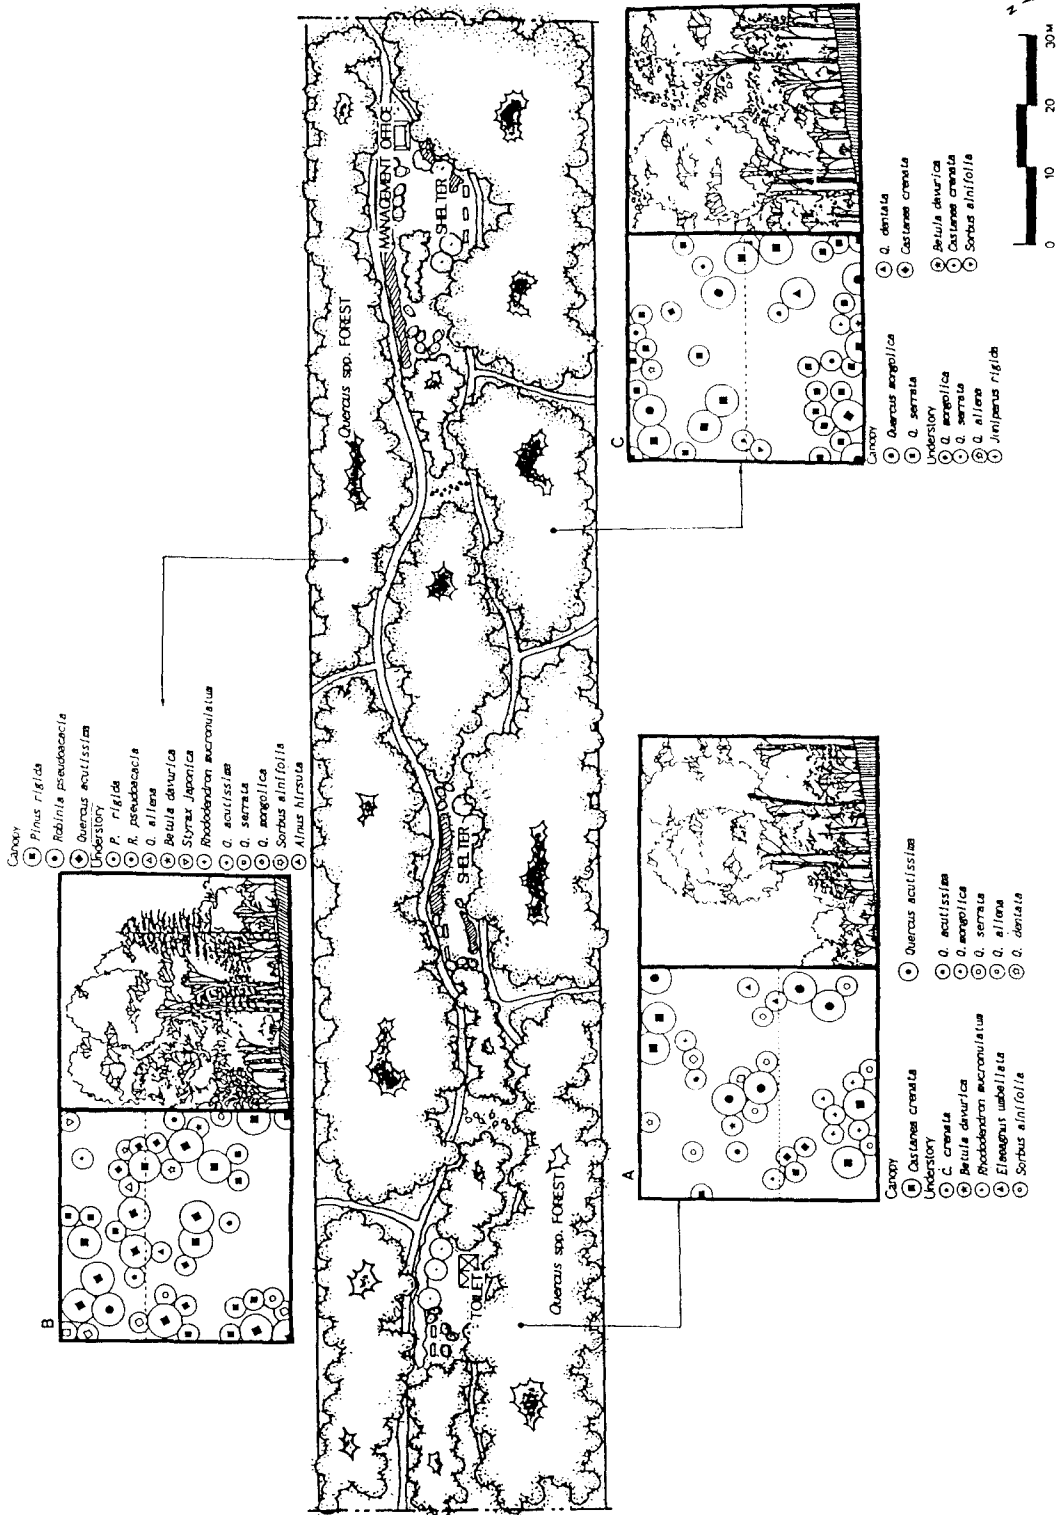 B
Canopy
Pinus rigida
Robinia pseudoacacia
Quercus acutissima
Understory
P. rigida
R. pseudoacacia
Q. aliena
Betula davurica
Styrax japonica
Rhododendron mucronulatum
Q. acutissima
Q. serrata
Q. mongolica
Sorbus alnifolia
Alnus hirsuta
Quercus spp. FOREST
MANAGEMENT OFFICE
SHELTER
SHELTER
TOILET
Quercus spp. FOREST
A
Canopy
Castanea crenata
Quercus acutissima
Understory
C. crenata
Q. acutissima
Betula davurica
Q. mongolica
Rhododendron mucronulatum
Q. serrata
Elaeagnus umbellata
Q. aliena
Sorbus alnifolia
Q. dentata
C
Canopy
Quercus mongolica
Q. dentata
Q. serrata
Castanea crenata
Understory
Q. mongolica
Betula davurica
Q. serrata
Castanea crenata
Q. aliena
Sorbus alnifolia
Juniperus rigida
N
0 10 20 30M